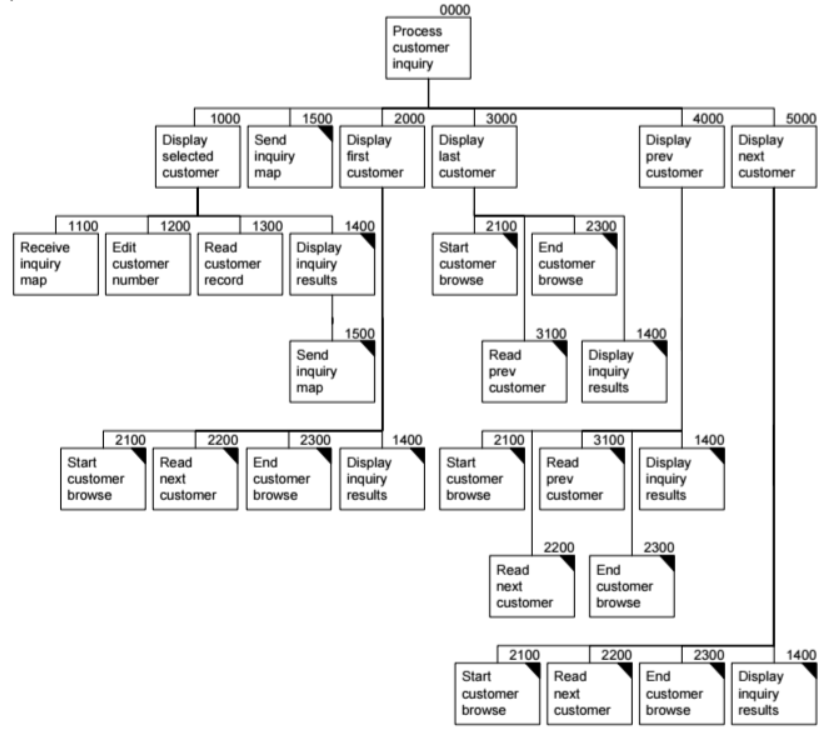 0000
Process
customer
inquiry
1000
Display
selected
customer
1500
Send
inquiry
map
2000
Display
first
customer
3000
Display
last
customer
4000
Display
prev
customer
5000
Display
next
customer
1100
Receive
inquiry
map
1200
Edit
customer
number
1300
Read
customer
record
1400
Display
inquiry
results
2100
Start
customer
browse
2300
End
customer
browse
1500
Send
inquiry
map
3100
Read
prev
customer
1400
Display
inquiry
results
2100
Start
customer
browse
2200
Read
next
customer
2300
End
customer
browse
1400
Display
inquiry
results
2100
Start
customer
browse
3100
Read
prev
customer
1400
Display
inquiry
results
2200
Read
next
customer
2300
End
customer
browse
2100
Start
customer
browse
2200
Read
next
customer
2300
End
customer
browse
1400
Display
inquiry
results